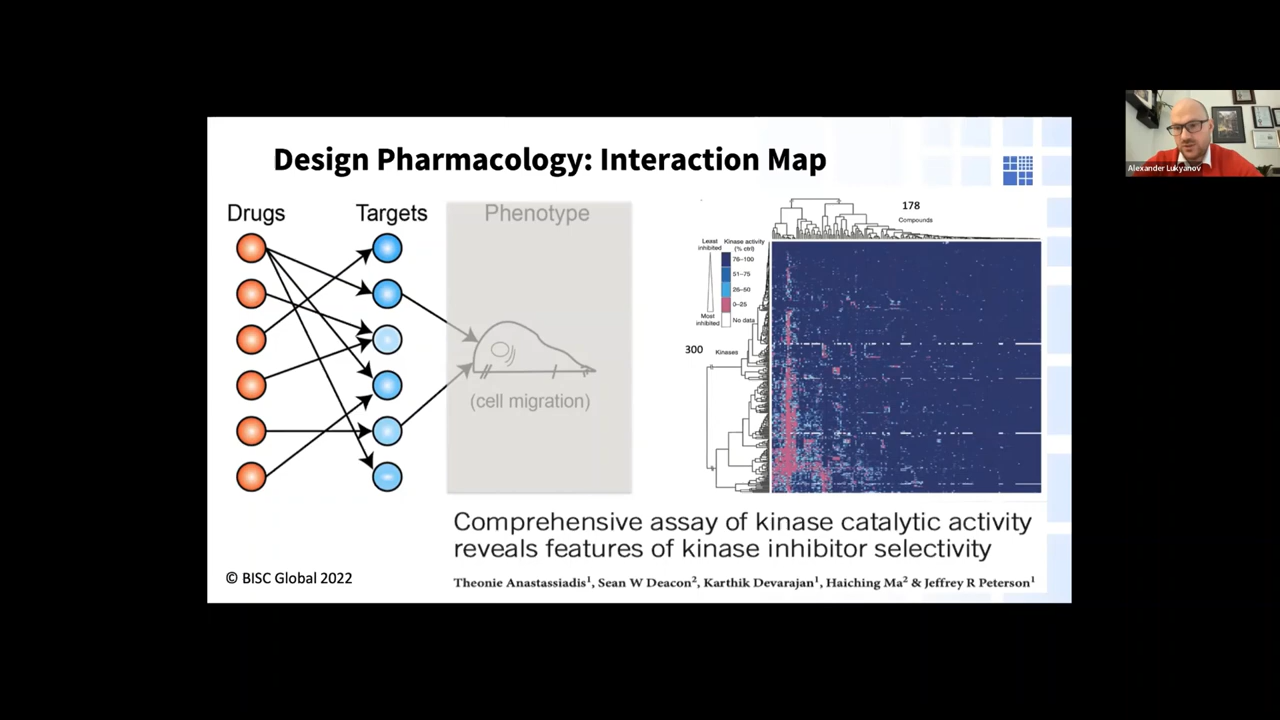 Design Pharmacology: Interaction Map
Drugs
Targets
Phenotype
(cell migration)
178
Compounds
Least
inhibited
Kinase activity
(% ctrl)
76–100
51–75
26–50
0–25
No data
Most
inhibited
300
Kinases
Comprehensive assay of kinase catalytic activity
reveals features of kinase inhibitor selectivity
Theonie Anastassiadis1, Sean W Deacon2, Karthik Devarajan1, Haiching Ma2 & Jeffrey R Peterson1
© BISC Global 2022
Alexander Lukyanov